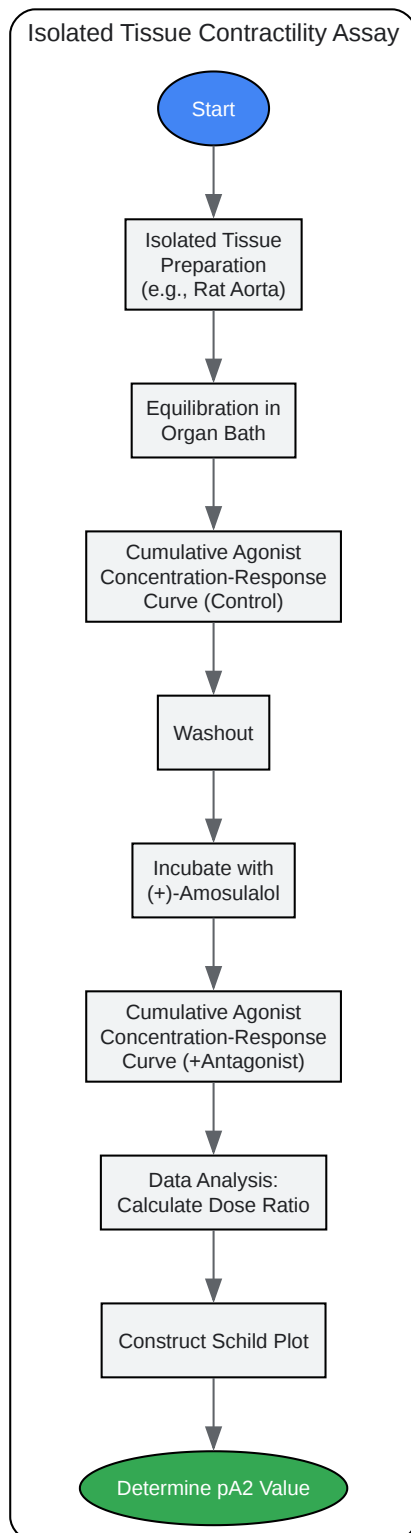 Isolated Tissue Contractility Assay
Start
Isolated Tissue
Preparation
(e.g., Rat Aorta)
Equilibration in
Organ Bath
Cumulative Agonist
Concentration-Response
Curve (Control)
Washout
Incubate with
(+)-Amosulalol
Cumulative Agonist
Concentration-Response
Curve (+Antagonist)
Data Analysis:
Calculate Dose Ratio
Construct Schild Plot
Determine pA2 Value